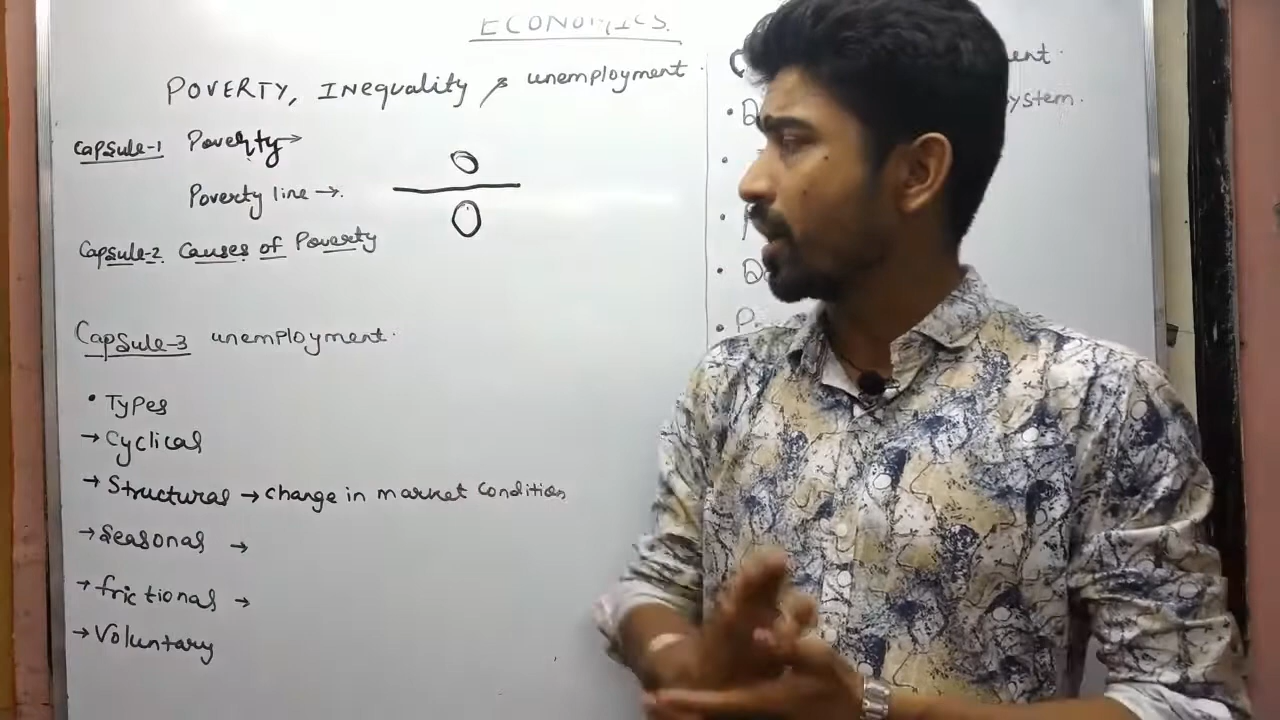 ECONOMICS.
POVERTY, INequality & unemployment.
Capsule-1 Poverty →
Poverty line →.
Capsule-2 Causes of Poverty
Capsule-3 unemployment.
• Types
→ Cyclical
→ Structural → change in market Condition
→ Seasonal →
→ frictional →
→ Voluntary
ystem.